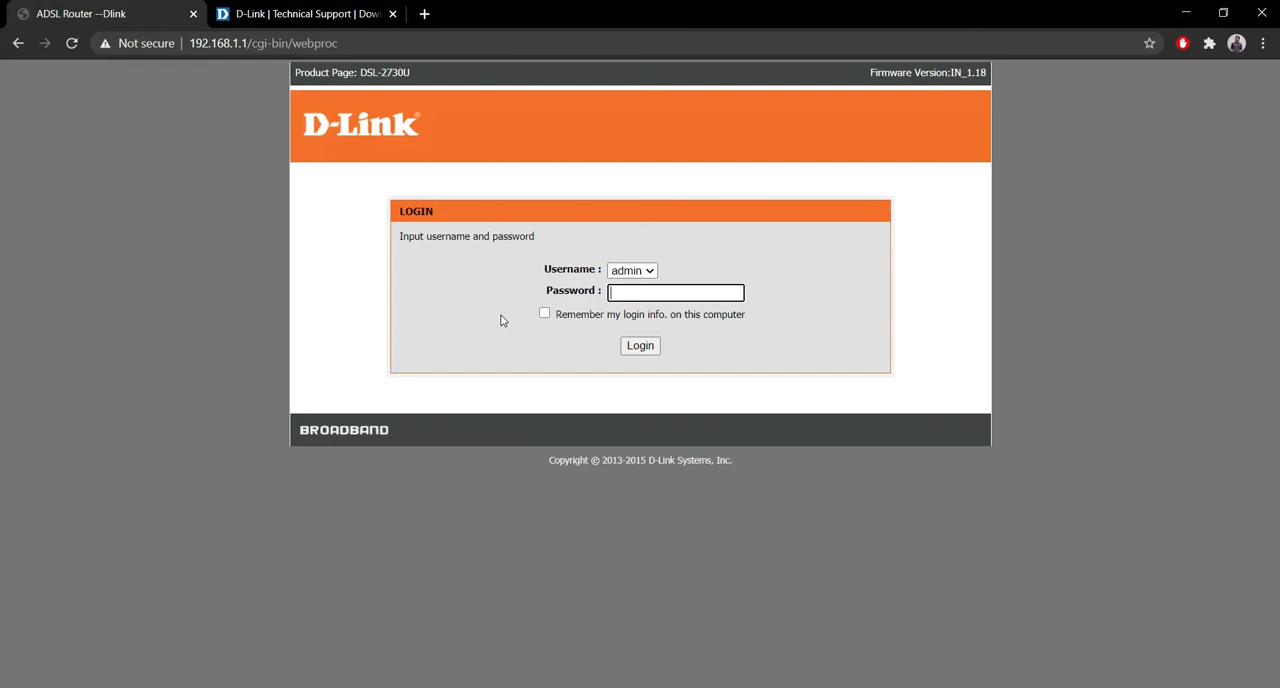 ADSL Router --Dlink
D-Link | Technical Support | Dow
Not secure | 192.168.1.1/cgi-bin/webproc
Product Page: DSL-2730U
Firmware Version:IN_1.18
D-Link
LOGIN
Input username and password
Username : admin
Password :
Remember my login info. on this computer
Login
BROADBAND
Copyright © 2013-2015 D-Link Systems, Inc.